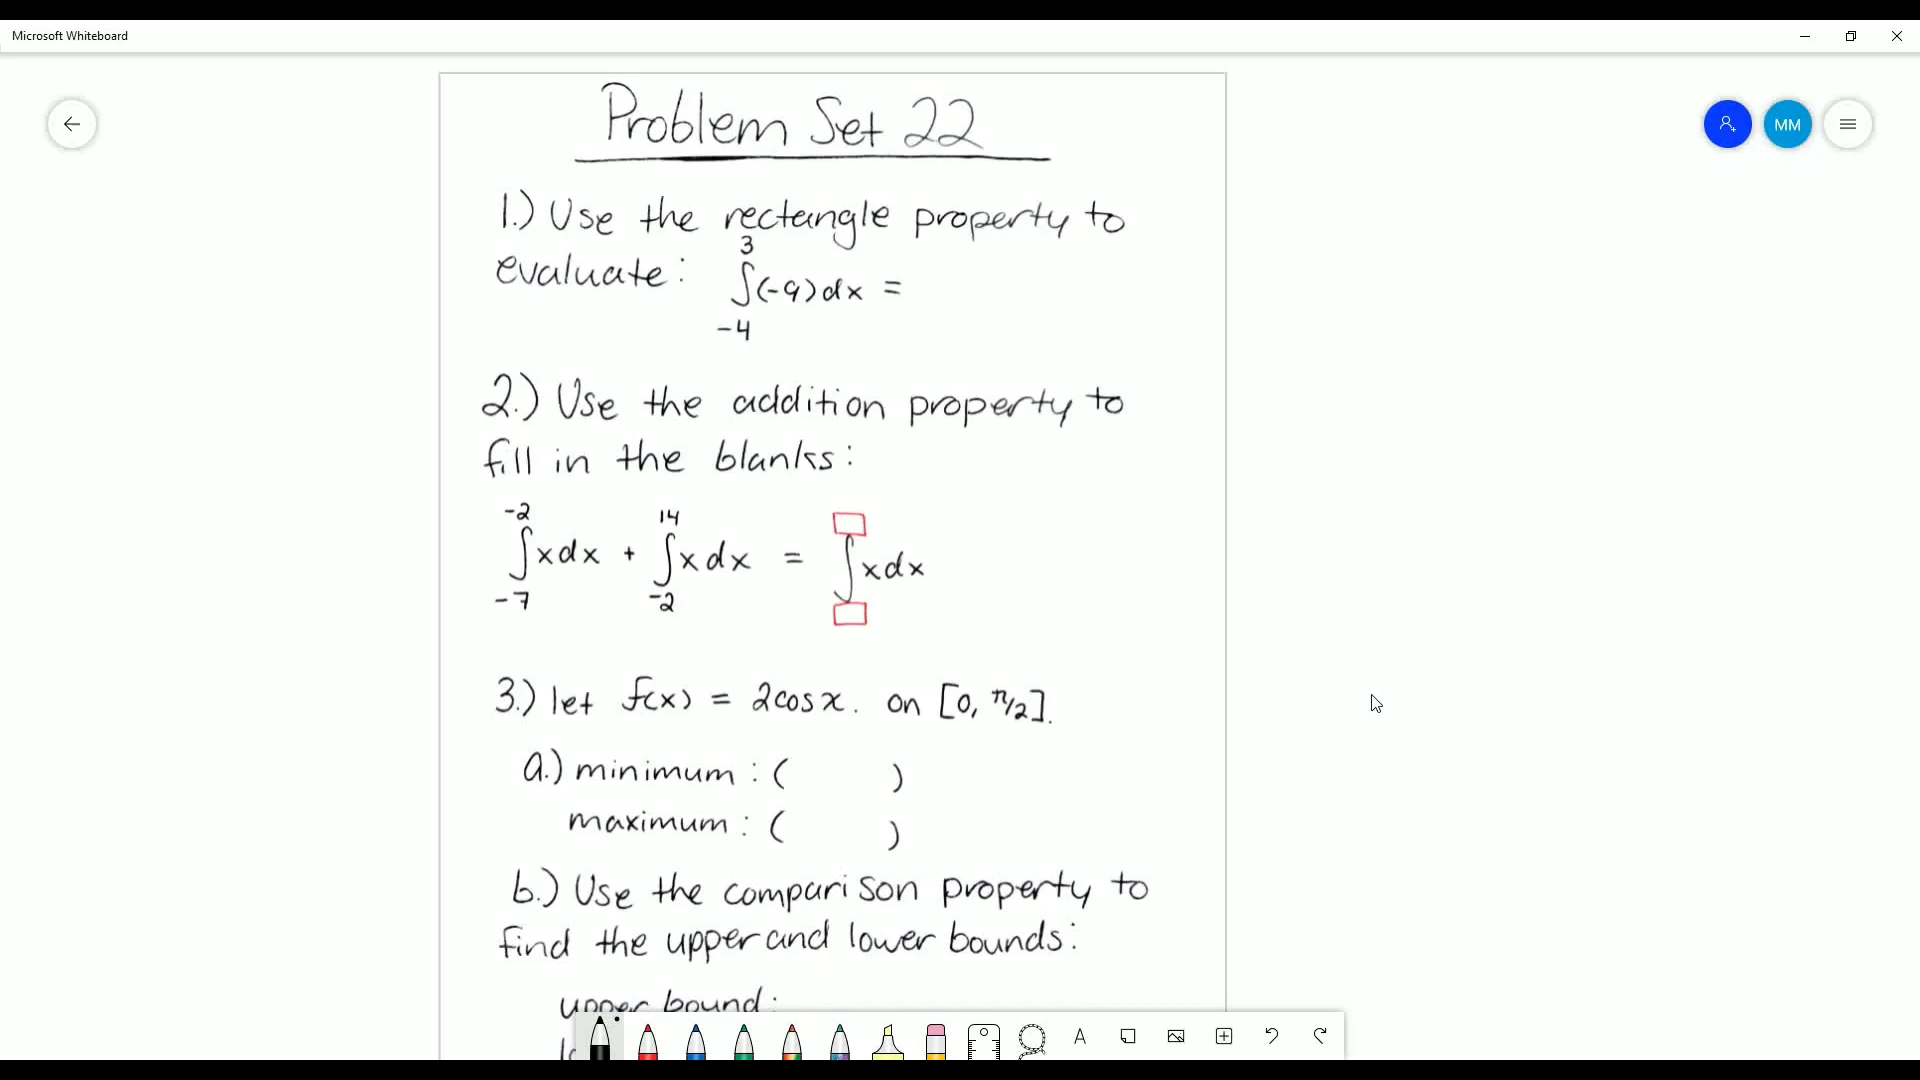 Microsoft Whiteboard
MM
Problem Set 22
1.) Use the rectangle property to
evaluate: ∫_{-4}^{3} (-9) dx =
2.) Use the addition property to
fill in the blanks:
∫_{-7}^{-2} x dx + ∫_{-2}^{14} x dx = ∫ x dx
3.) let f(x) = 2cos x. on [0, π/2].
a.) minimum : ( )
maximum : ( )
b.) Use the comparison property to
find the upper and lower bounds:
upper bound:
A